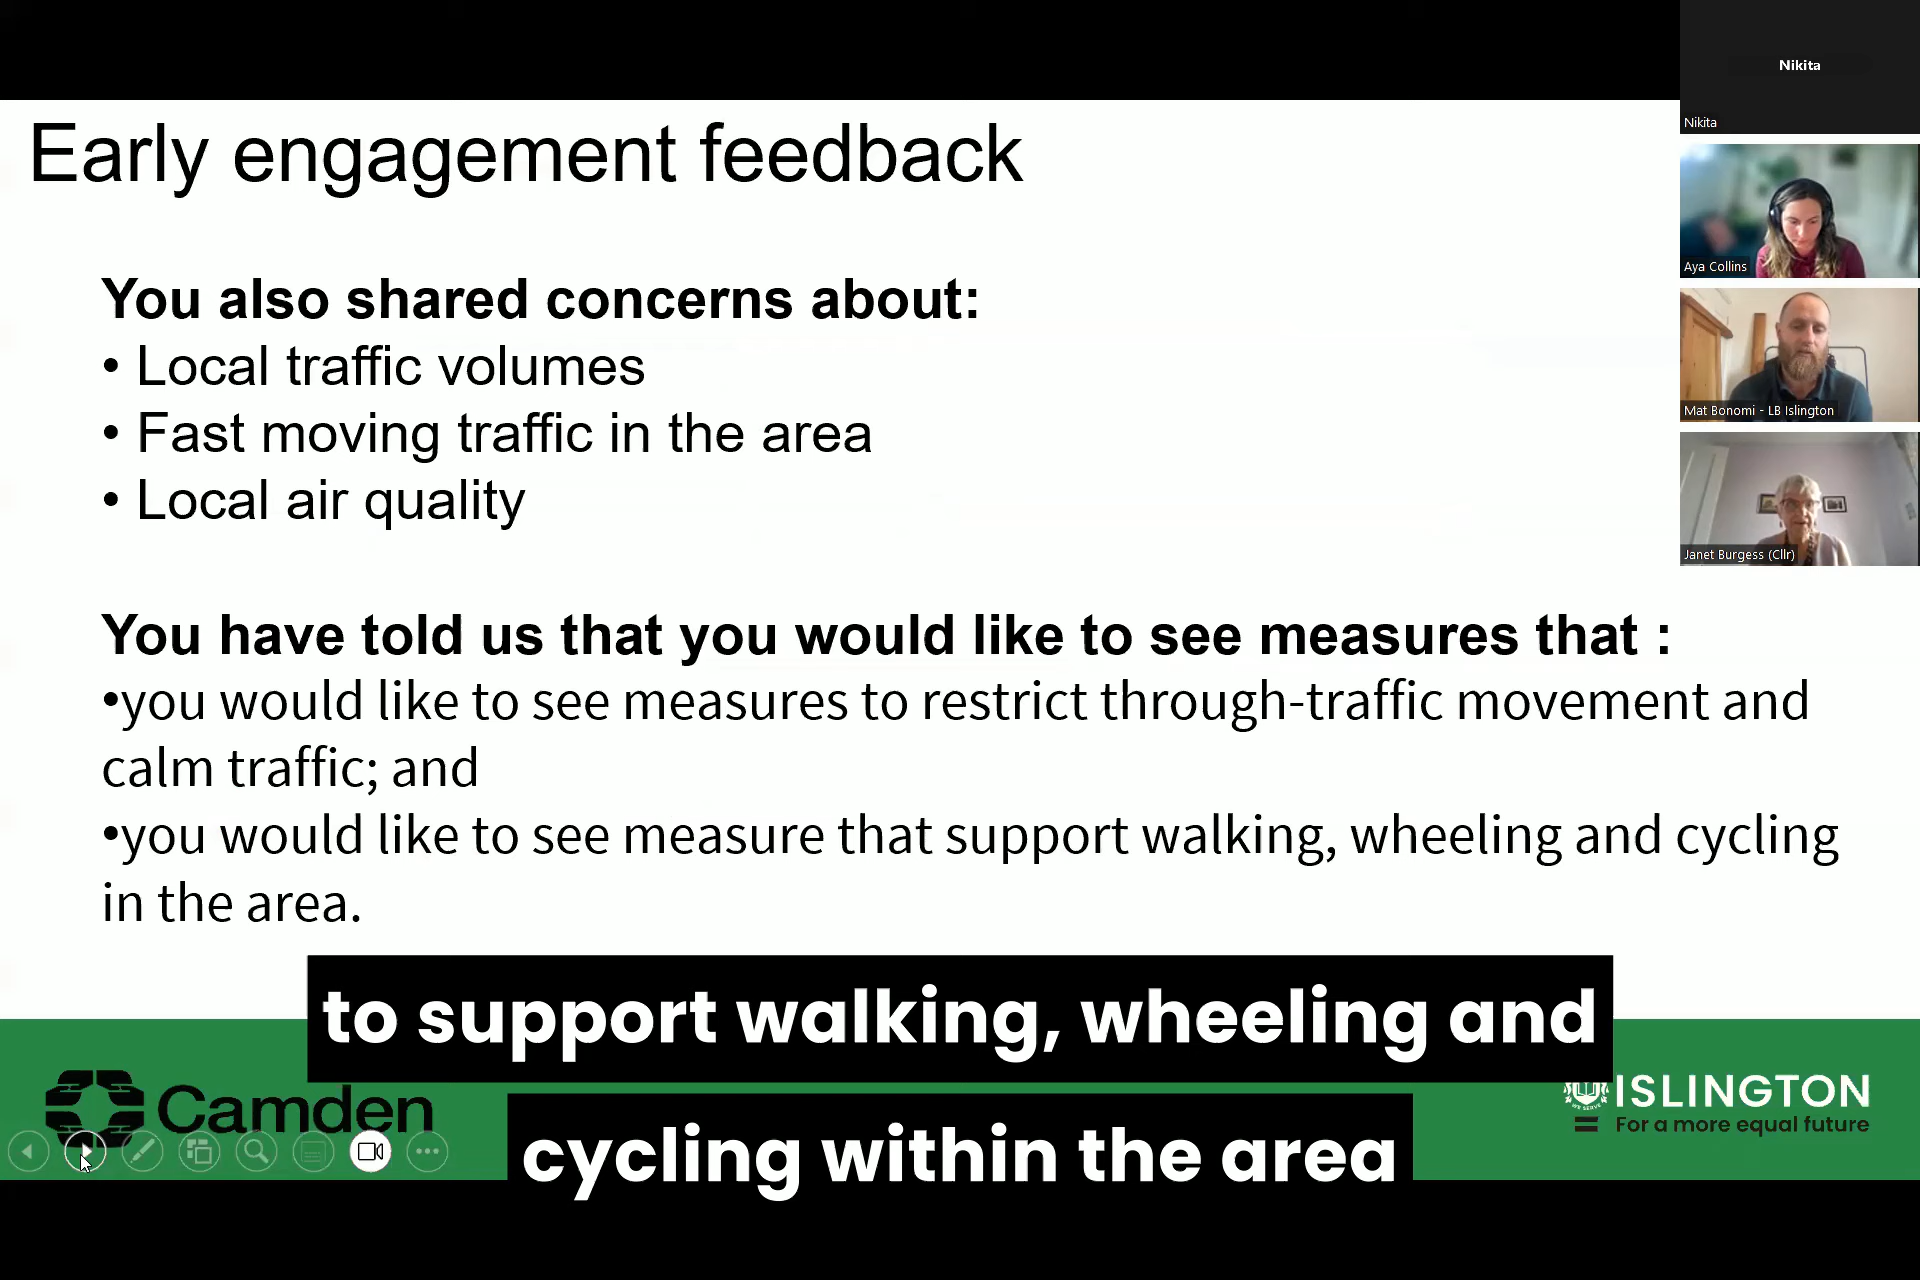 Nikita
Nikita
Early engagement feedback
Aya Collins
You also shared concerns about:
• Local traffic volumes
Mat Bonomi - LB Islington
• Fast moving traffic in the area
• Local air quality
Janet Burgess (Cllr)
You have told us that you would like to see measures that :
•you would like to see measures to restrict through-traffic movement and
calm traffic; and
•you would like to see measure that support walking, wheeling and cycling
in the area.
to support walking, wheeling and
cycling within the area
Camden
ISLINGTON
For a more equal future